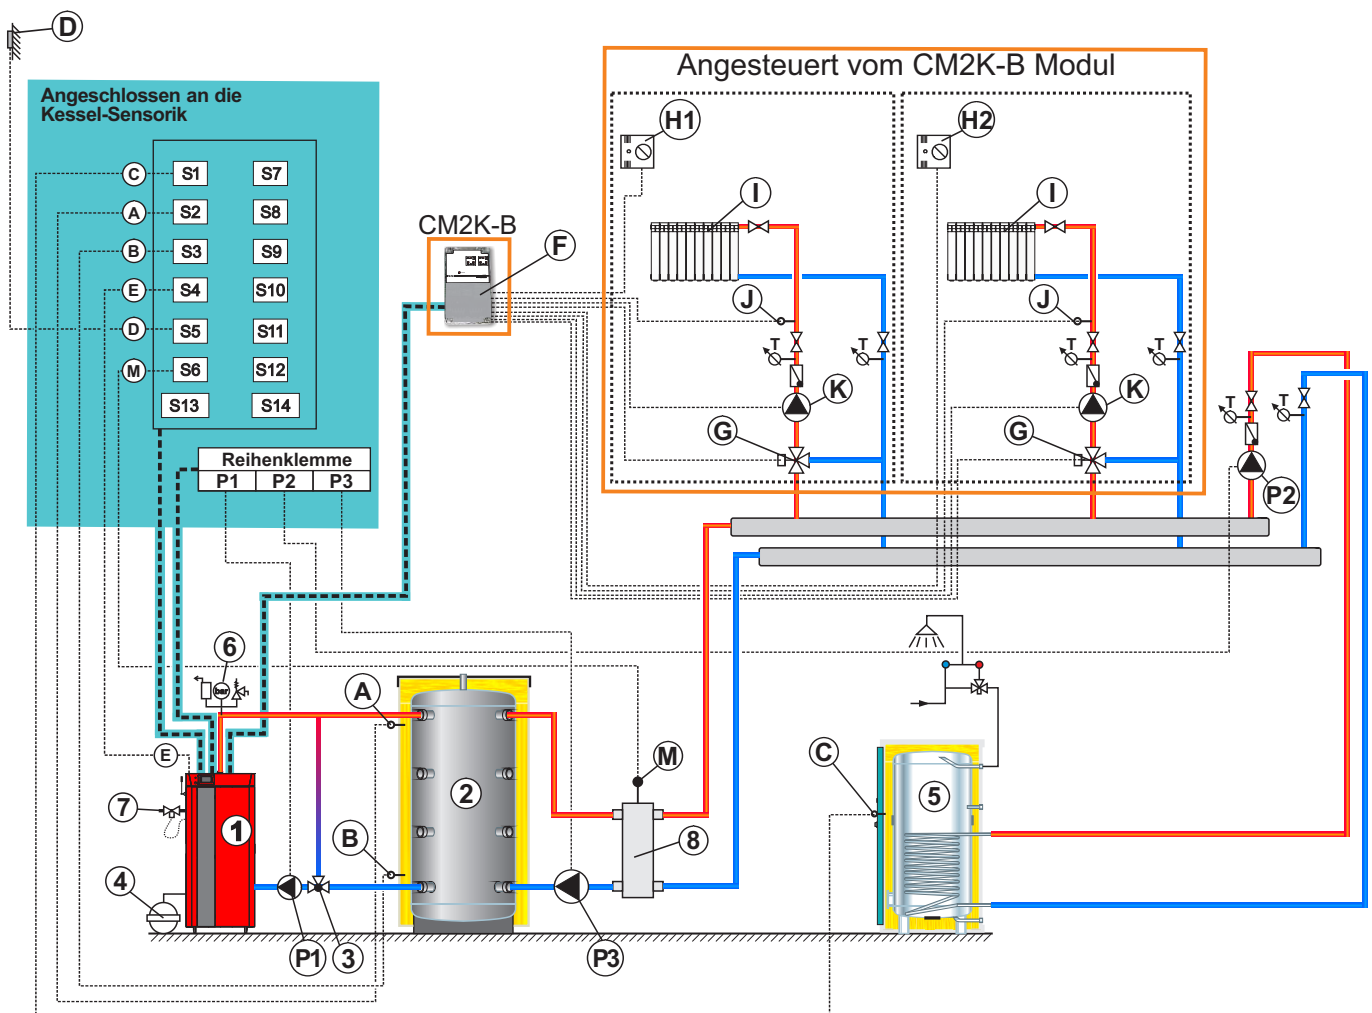 D
Angesteuert vom CM2K-B Modul
Angeschlossen an die
Kessel-Sensorik
H1
H2
C
S1
S7
A
S2
S8
B
S3
S9
E
S4
S10
D
S5
S11
M
S6
S12
S13
S14
CM2K-B
F
I
I
J
J
T
T
T
T
K
K
G
G
T
T
P2
Reihenklemme
P1
P2
P3
6
bar
A
E
7
1
2
M
C
5
B
8
4
P1
3
P3